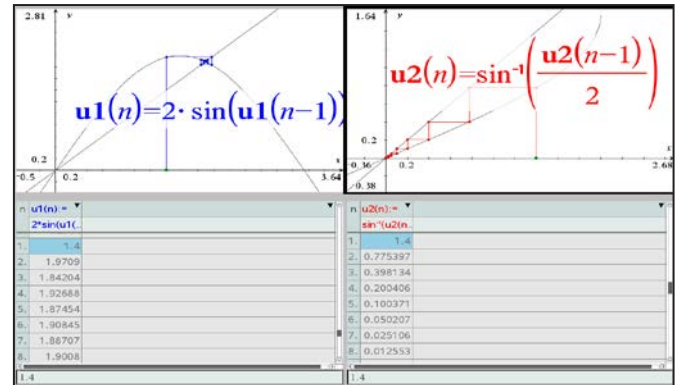 2.81 y
u1(n)=2· sin(u1(n−1))
0.2
x
-0.5 0.2 3.64
1.64 y
u2(n)=sin⁻¹(u2(n−1)/2)
0.2
x
-0.36 0.2 2.68
-0.38
n u1(n):= ▼
2*sin(u1(..
1. 1.4
2. 1.9709
3. 1.84204
4. 1.92688
5. 1.87454
6. 1.90845
7. 1.88707
8. 1.9008
1.4
n u2(n):= ▼
sin⁻¹(u2(n..
1. 1.4
2. 0.775397
3. 0.398134
4. 0.200406
5. 0.100371
6. 0.050207
7. 0.025106
8. 0.012553
1.4